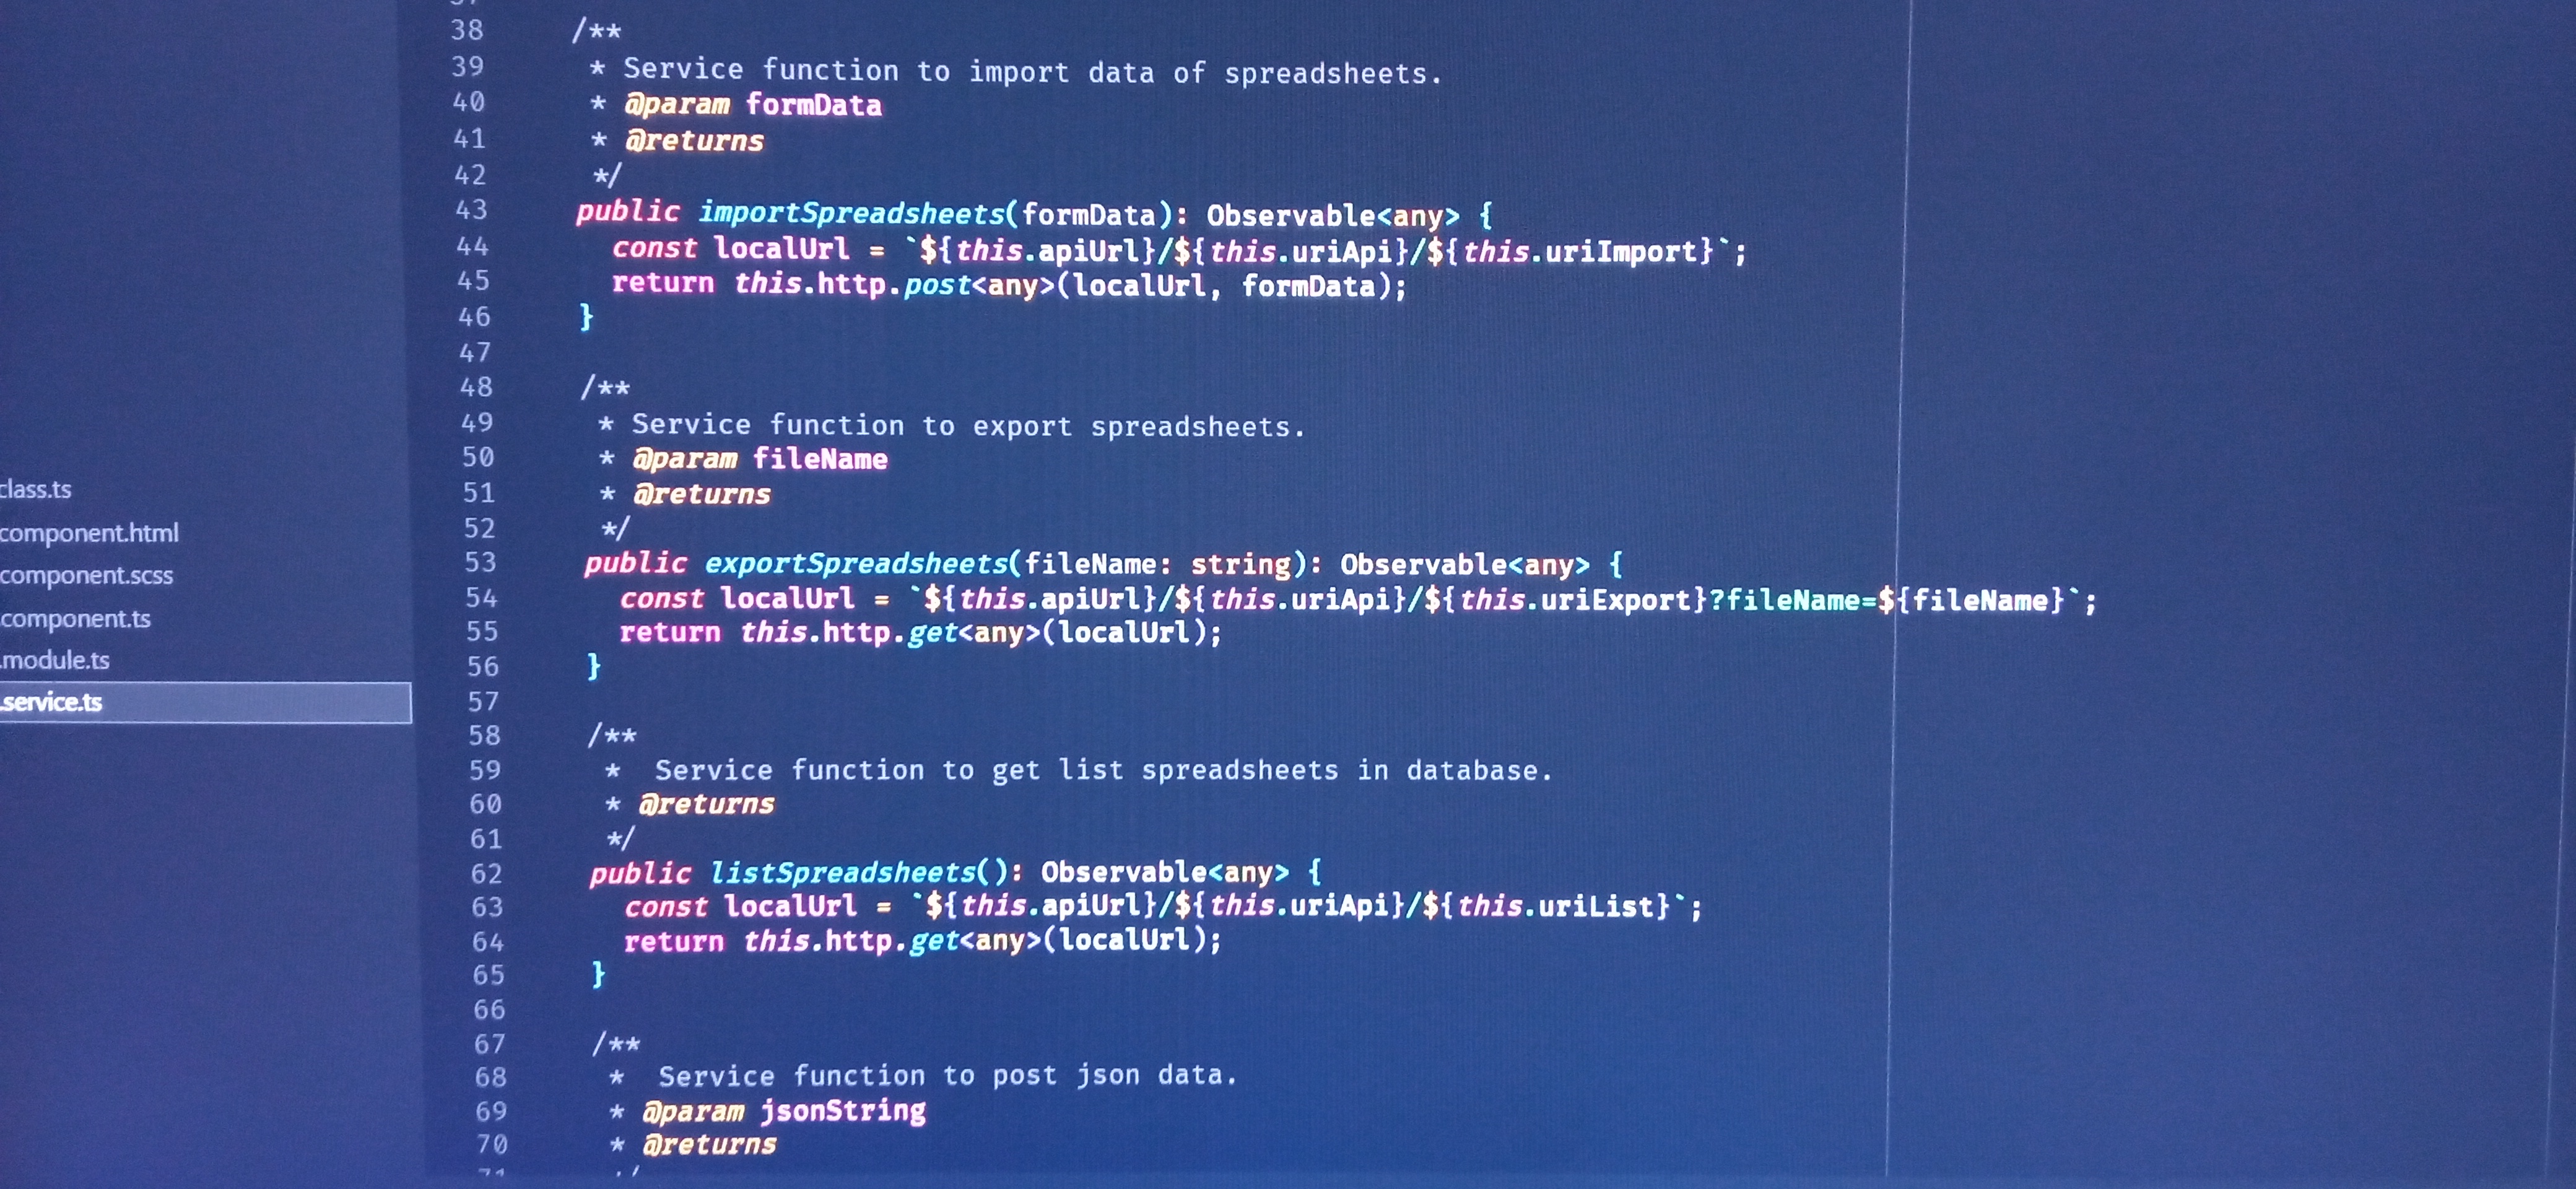 38 /**
39 * Service function to import data of spreadsheets.
40 * @param formData
41 * @returns
42 */
43 public importSpreadsheets(formData): Observable<any> {
44 const localUrl = `${this.apiUrl}/${this.uriApi}/${this.uriImport}`;
45 return this.http.post<any>(localUrl, formData);
46 }
47
48 /**
49 * Service function to export spreadsheets.
50 * @param fileName
51 * @returns
52 */
53 public exportSpreadsheets(fileName: string): Observable<any> {
54 const localUrl = `${this.apiUrl}/${this.uriApi}/${this.uriExport}?fileName=${fileName}`;
55 return this.http.get<any>(localUrl);
56 }
57
58 /**
59 *  Service function to get list spreadsheets in database.
60 * @returns
61 */
62 public listSpreadsheets(): Observable<any> {
63 const localUrl = `${this.apiUrl}/${this.uriApi}/${this.uriList}`;
64 return this.http.get<any>(localUrl);
65 }
66
67 /**
68 *  Service function to post json data.
69 * @param jsonString
70 * @returns
class.ts
component.html
component.scss
.component.ts
.module.ts
.service.ts